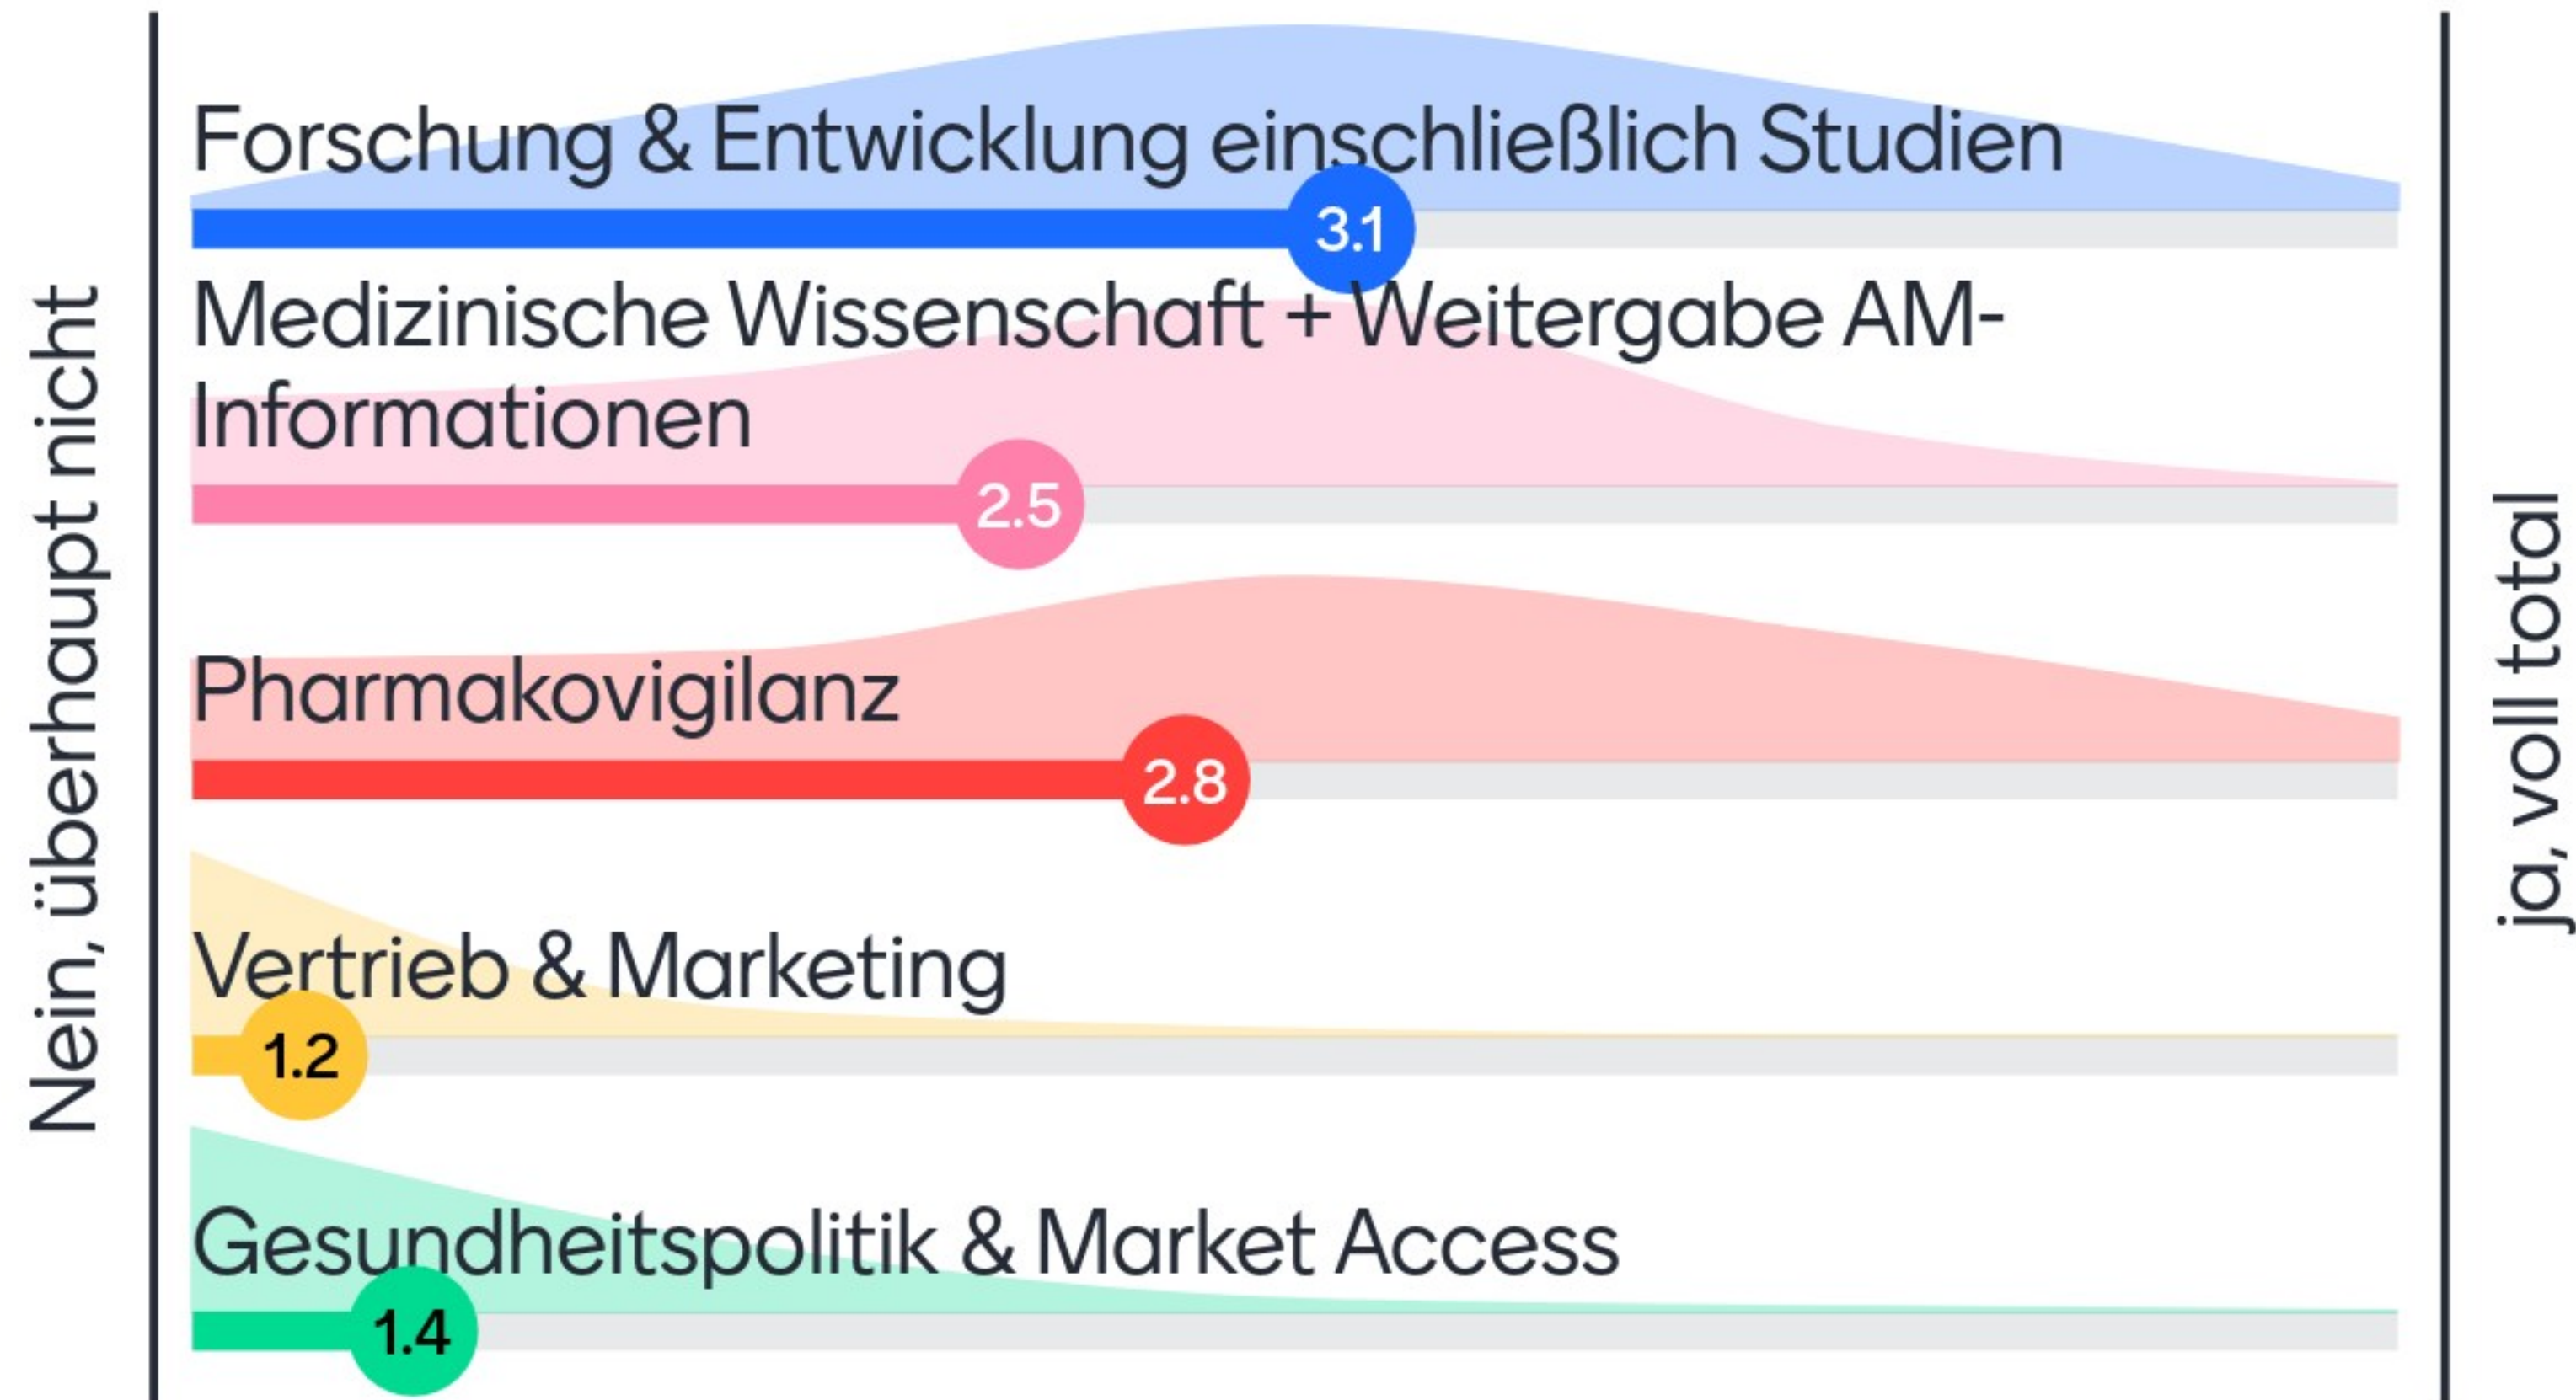 Nein, überhaupt nicht
Forschung & Entwicklung einschließlich Studien
3.1
Medizinische Wissenschaft + Weitergabe AM-
Informationen
2.5
Pharmakovigilanz
2.8
Vertrieb & Marketing
1.2
Gesundheitspolitik & Market Access
1.4
ja, voll total